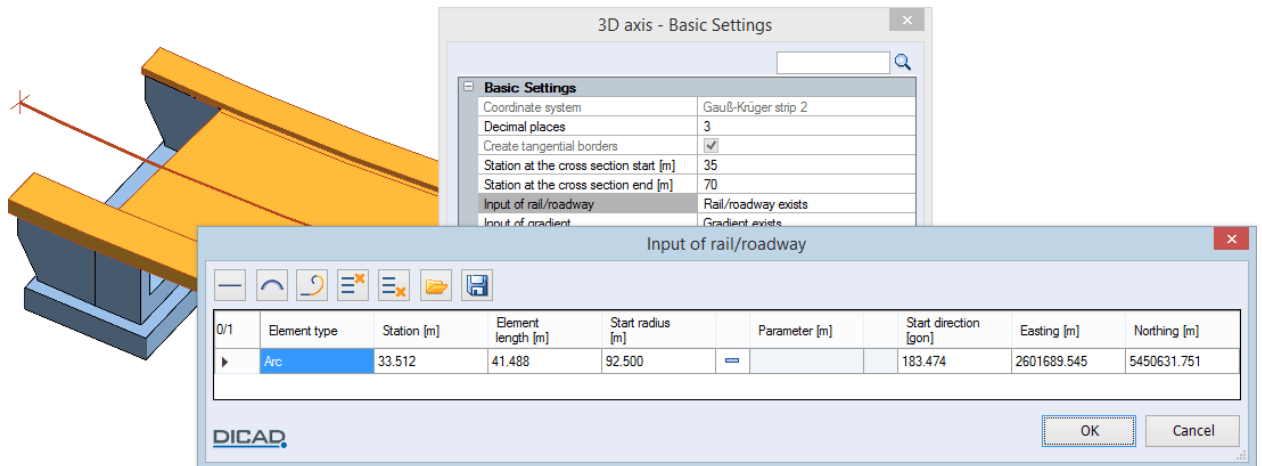 3D axis - Basic Settings
Basic Settings
Coordinate system Gauß-Krüger strip 2
Decimal places 3
Create tangential borders
Station at the cross section start [m] 35
Station at the cross section end [m] 70
Input of rail/roadway Rail/roadway exists
Input of gradient Gradient exists
Input of rail/roadway
0/1 Element type Station [m] Element length [m] Start radius [m] Parameter [m] Start direction [gon] Easting [m] Northing [m]
Arc 33.512 41.488 92.500 183.474 2601689.545 5450631.751
DICAD OK Cancel